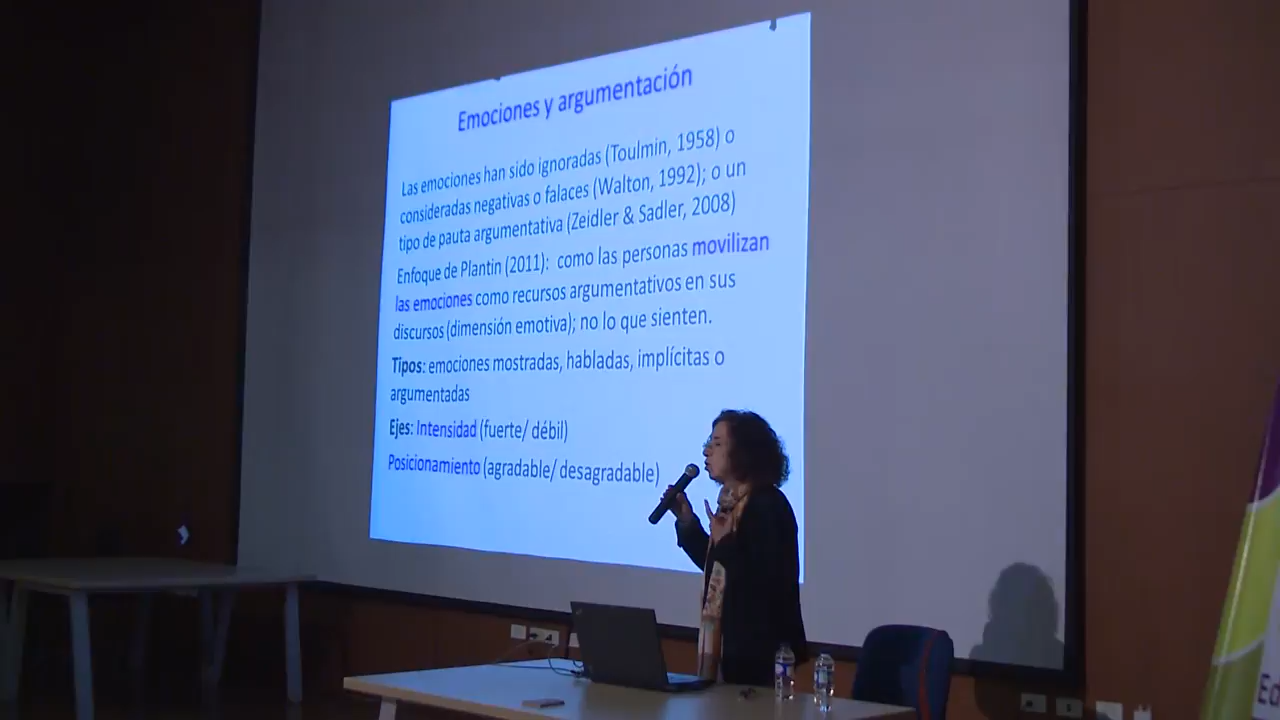 Emociones y argumentación
Las emociones han sido ignoradas (Toulmin, 1958) o
consideradas negativas o falaces (Walton, 1992); o un
tipo de pauta argumentativa (Zeidler & Sadler, 2008)
Enfoque de Plantin (2011): como las personas movilizan
las emociones como recursos argumentativos en sus
discursos (dimensión emotiva); no lo que sienten.
Tipos: emociones mostradas, habladas, implícitas o
argumentadas
Ejes: Intensidad (fuerte/ débil)
Posicionamiento (agradable/ desagradable)